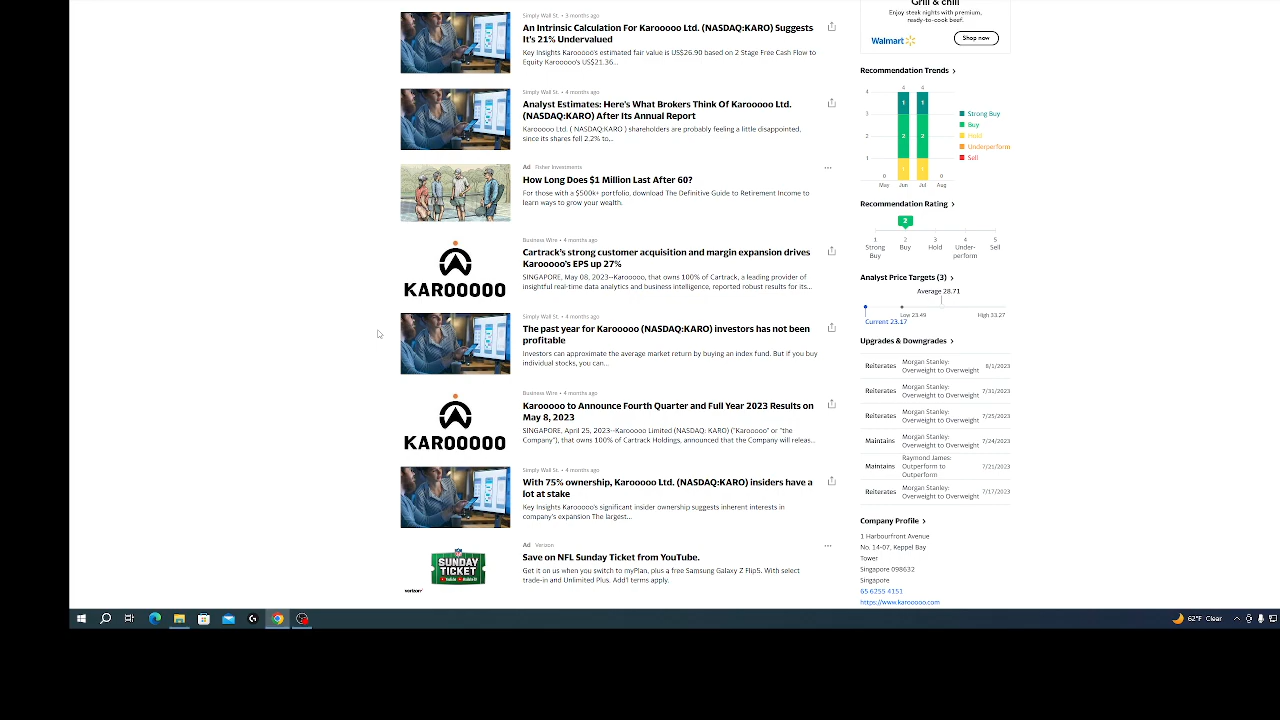 Simply Wall St. • 3 months ago
An Intrinsic Calculation For Karooooo Ltd. (NASDAQ:KARO) Suggests
It's 21% Undervalued
Key Insights Karooooo's estimated fair value is US$26.90 based on 2 Stage Free Cash Flow to
Equity Karooooo's US$21.36...
Simply Wall St. • 4 months ago
Analyst Estimates: Here's What Brokers Think Of Karooooo Ltd.
(NASDAQ:KARO) After Its Annual Report
Karooooo Ltd. ( NASDAQ:KARO ) shareholders are probably feeling a little disappointed,
since its shares fell 2.2% to...
Ad Fisher Investments
How Long Does $1 Million Last After 60?
For those with a $500k+ portfolio, download The Definitive Guide to Retirement Income to
learn ways to grow your wealth.
KAROOOOO
Business Wire • 4 months ago
Cartrack's strong customer acquisition and margin expansion drives
Karooooo's EPS up 27%
SINGAPORE, May 08, 2023--Karooooo, that owns 100% of Cartrack, a leading provider of
insightful real-time data analytics and business intelligence, reported robust results for its...
Simply Wall St. • 4 months ago
The past year for Karooooo (NASDAQ:KARO) investors has not been
profitable
Investors can approximate the average market return by buying an index fund. But if you buy
individual stocks, you can...
KAROOOOO
Business Wire • 4 months ago
Karooooo to Announce Fourth Quarter and Full Year 2023 Results on
May 8, 2023
SINGAPORE, April 25, 2023--Karooooo Limited (NASDAQ: KARO) ("Karooooo" or "the
Company"), that owns 100% of Cartrack Holdings, announced that the Company will releas...
Simply Wall St. • 4 months ago
With 75% ownership, Karooooo Ltd. (NASDAQ:KARO) insiders have a
lot at stake
Key Insights Karooooo's significant insider ownership suggests inherent interests in
company's expansion The largest...
SUNDAY
TICKET
verizon
Ad Verizon
Save on NFL Sunday Ticket from YouTube.
Get it on us when you switch to myPlan, plus a free Samsung Galaxy Z Flip5. With select
trade-in and Unlimited Plus. Add'l terms apply.
Grill & chill
Enjoy steaks with premium,
ready-to-cook beef.
Walmart
Shop now
Recommendation Trends
4 4
4
3
2
1
1 1
2 2
1 1
0 0
May Jun Jul Aug
Strong Buy
Buy
Hold
Underperform
Sell
Recommendation Rating
2
1 2 3 4 5
Strong Buy
Buy
Hold
Under-
perform
Sell
Analyst Price Targets (3)
Average 28.71
Low 23.49 High 33.27
Current 23.17
Upgrades & Downgrades
Reiterates Morgan Stanley: Overweight to Overweight 8/1/2023
Reiterates Morgan Stanley: Overweight to Overweight 7/31/2023
Reiterates Morgan Stanley: Overweight to Overweight 7/25/2023
Maintains Morgan Stanley: Overweight to Overweight 7/24/2023
Maintains Raymond James: Outperform to Outperform 7/21/2023
Reiterates Morgan Stanley: Overweight to Overweight 7/17/2023
Company Profile
1 Harbourfront Avenue
No. 14-07, Keppel Bay
Tower
Singapore 098632
Singapore
65 6255 4151
https://www.karooooo.com
62°F Clear